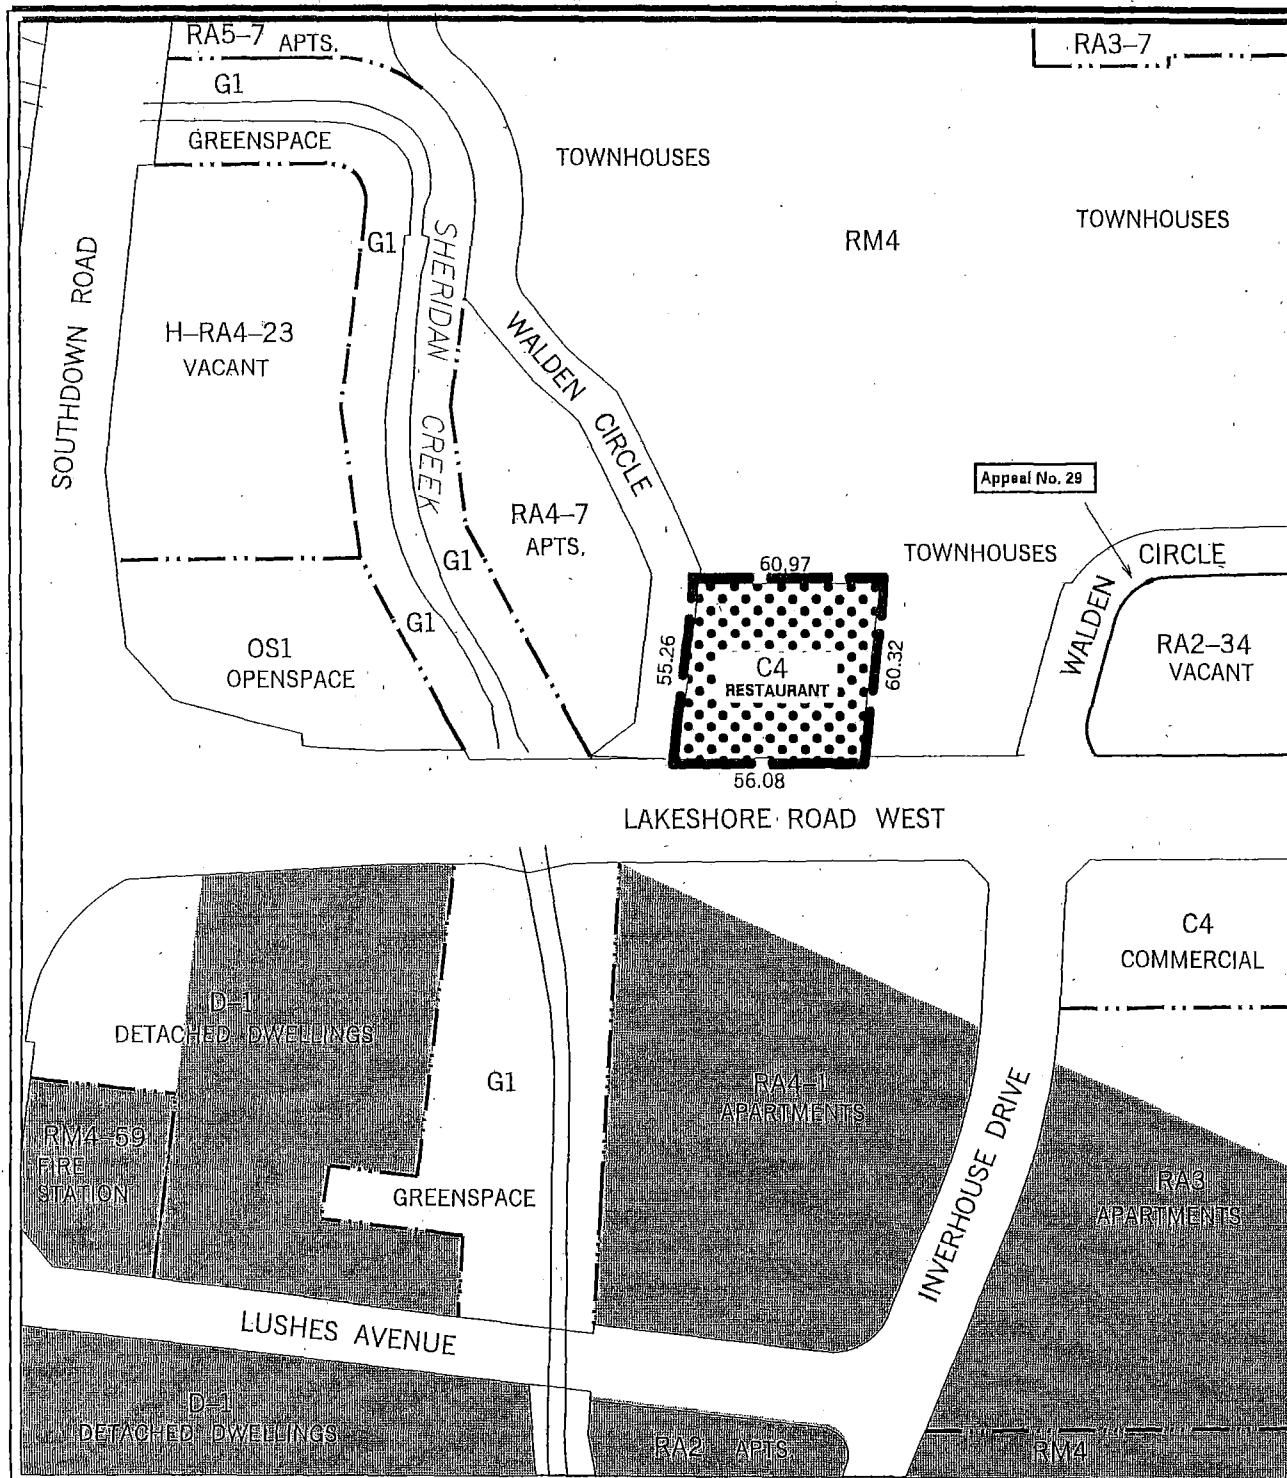 RA5-7 APTS.
RA3-7
G1
GREENSPACE
TOWNHOUSES
TOWNHOUSES
RM4
G1
SHERIDAN CREEK
SOUTHDOWN ROAD
H-RA4-23
VACANT
WALDEN CIRCLE
Appeal No. 29
RA4-7
APTS.
G1
TOWNHOUSES
WALDEN CIRCLE
60.97
G1
OS1
OPENSPACE
55.26
C4
RESTAURANT
60.32
RA2-34
VACANT
56.08
LAKESHORE ROAD WEST
C4
COMMERCIAL
D-1
DETACHED DWELLINGS
G1
RA4-1
APARTMENTS
INVERHOUSE DRIVE
RM4-59
FIRE
STATION
GREENSPACE
RA3
APARTMENTS
LUSHES AVENUE
D-1
DETACHED DWELLINGS
RA2 APTS.
RM4